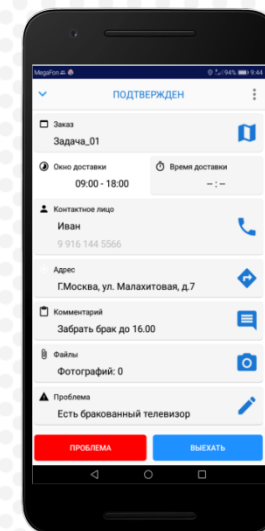 MegaFon
94% 9:44
ПОДТВЕРЖДЕН
Заказ
Задача_01
Окно доставки
Время доставки
09:00 - 18:00
-- : --
Контактное лицо
Иван
9 916 144 5566
Адрес
Г.Москва, ул. Малахитовая, д.7
Комментарий
Забрать брак до 16.00
Файлы
Фотографий: 0
Проблема
Есть бракованный телевизор
ПРОБЛЕМА
ВЫЕХАТЬ